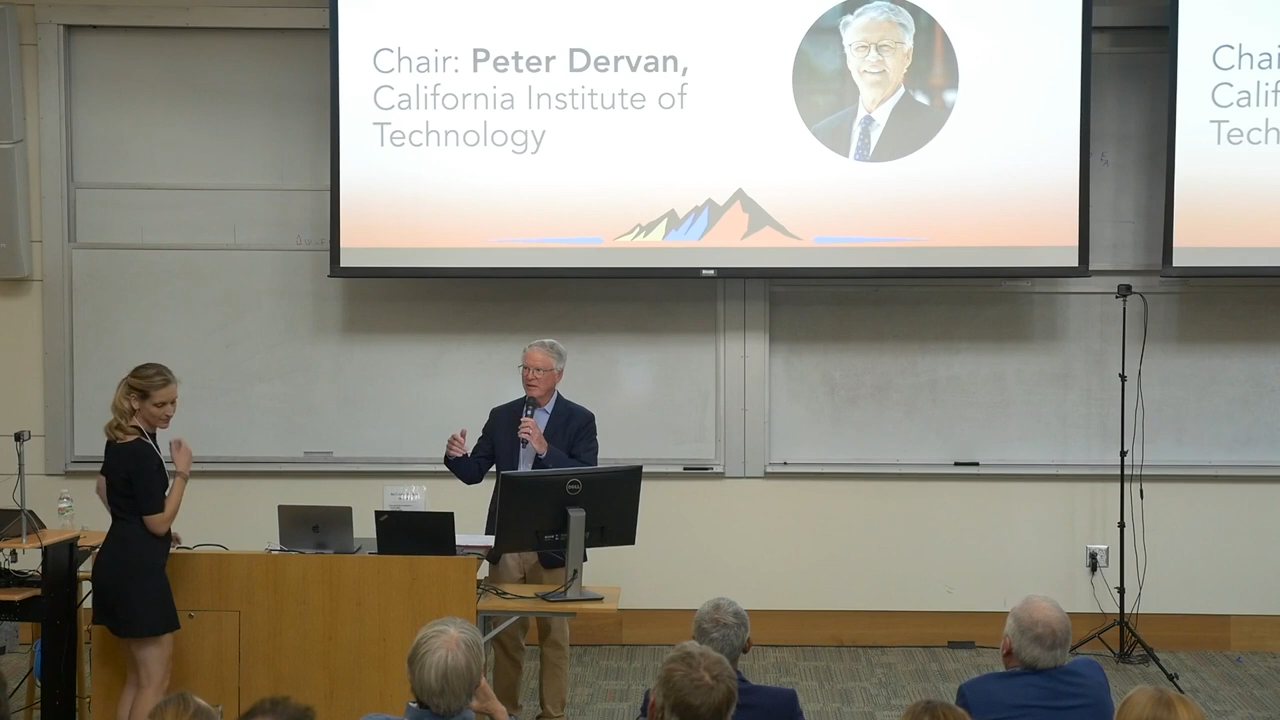 Chair: Peter Dervan,
California Institute of
Technology
Chai
Calif
Tech
DELL